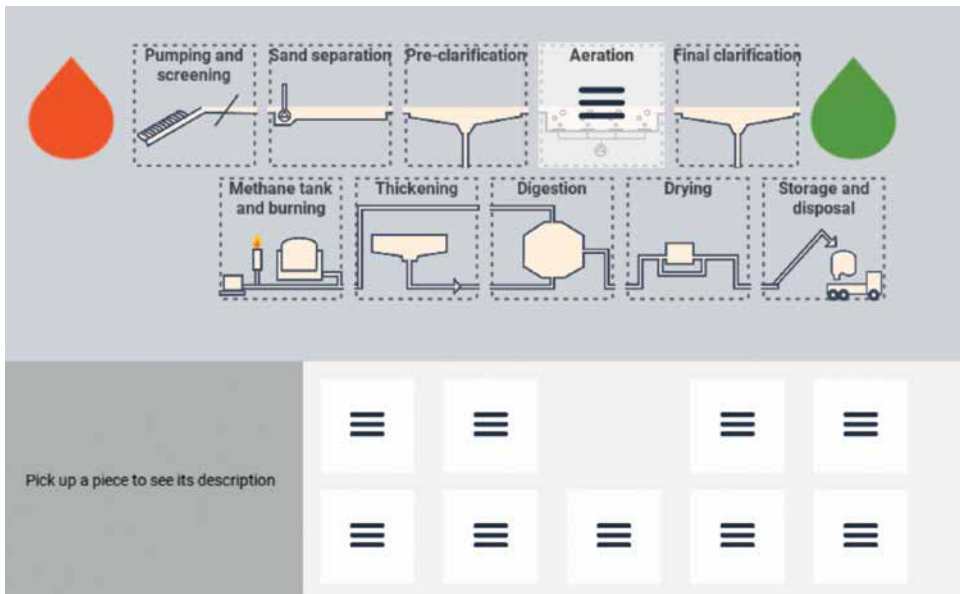 Pumping and
screening
Sand separation
Pre-clarification
Aeration
Final clarification
Methane tank
and burning
Thickening
Digestion
Drying
Storage and
disposal
Pick up a piece to see its description